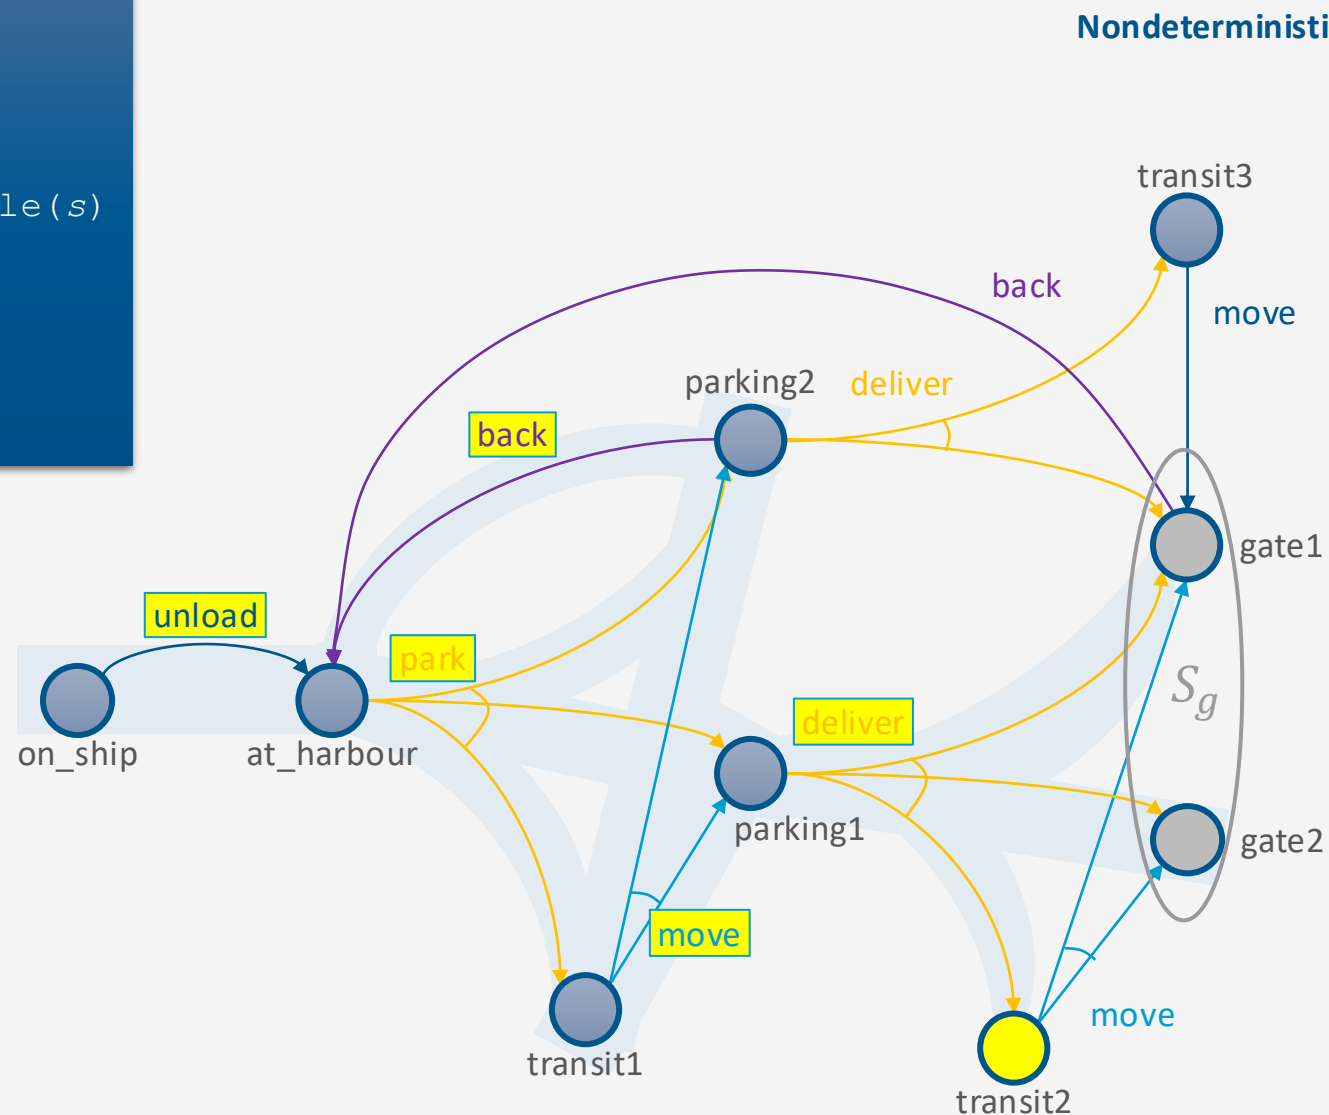 Nondeterministi
le(s)
transit3
back
move
parking2
deliver
back
gate1
unload
park
S_g
deliver
on_ship
at_harbour
parking1
gate2
move
move
transit1
transit2